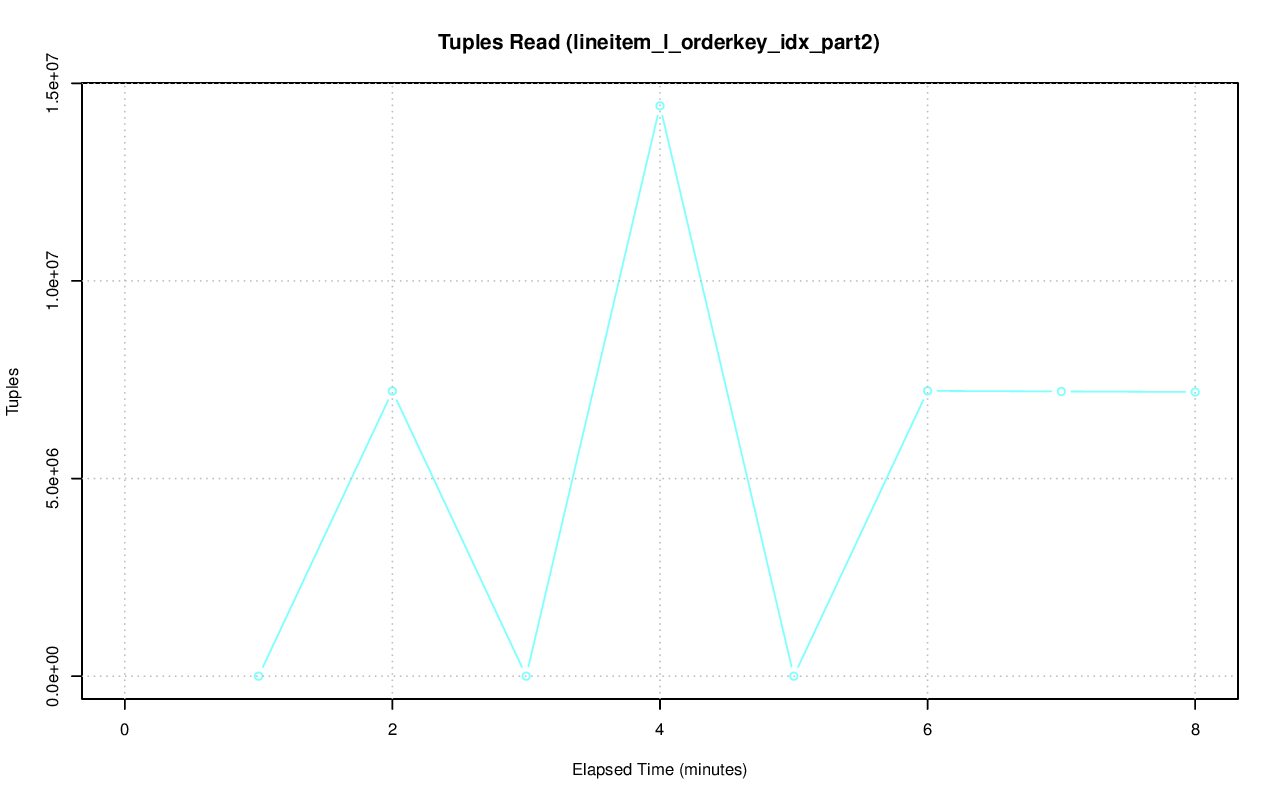 Tuples Read (lineitem_l_orderkey_idx_part2)
Tuples
1.5e+07
1.0e+07
5.0e+06
0.0e+00
0 2 4 6 8
Elapsed Time (minutes)